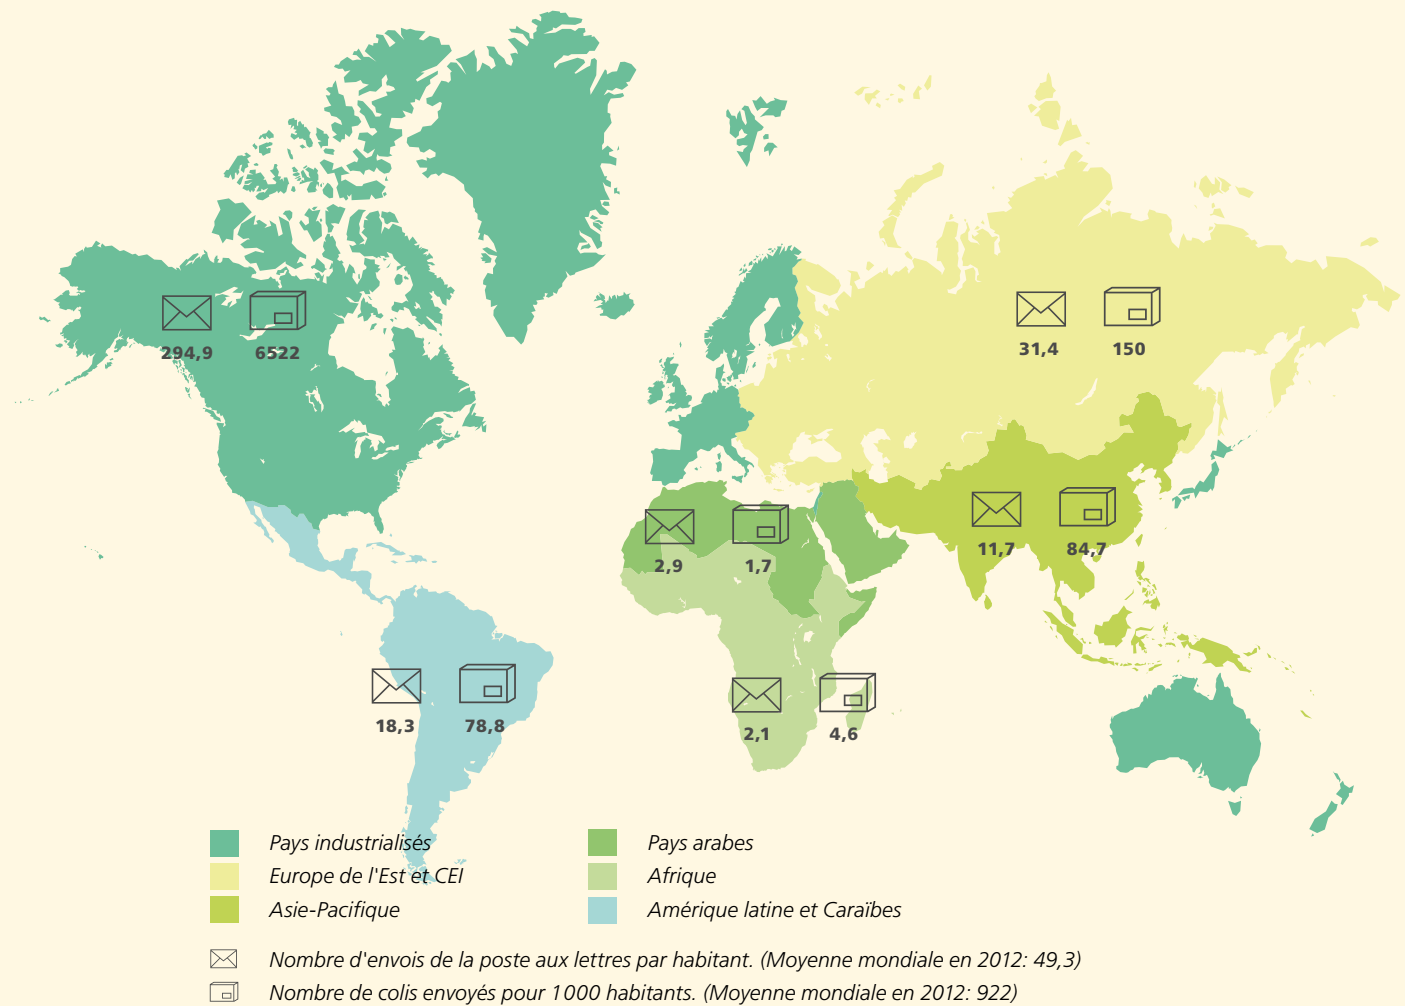 294,9 6522
31,4 150
11,7 84,7
2,9 1,7
18,3 78,8
2,1 4,6
Pays industrialisés
Europe de l'Est et CEI
Asie-Pacifique
Pays arabes
Afrique
Amérique latine et Caraïbes
Nombre d'envois de la poste aux lettres par habitant. (Moyenne mondiale en 2012: 49,3)
Nombre de colis envoyés pour 1000 habitants. (Moyenne mondiale en 2012: 922)